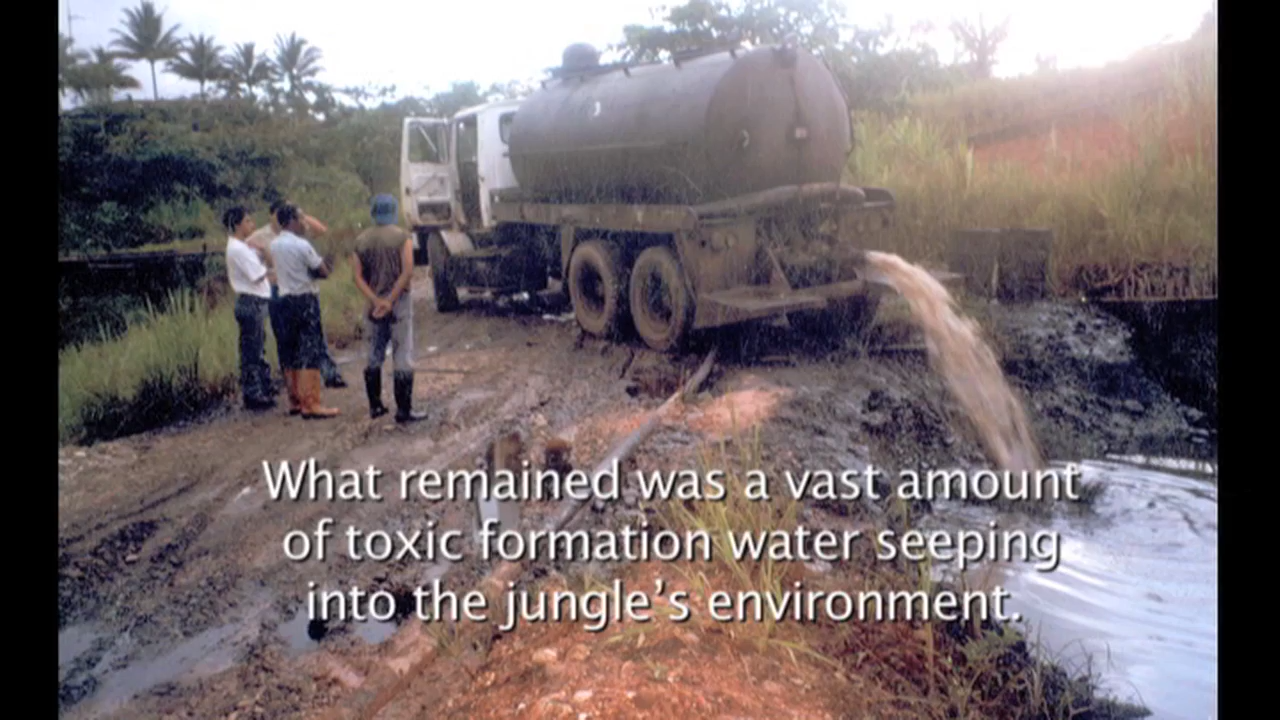 What remained was a vast amount
of toxic formation water seeping
into the jungle’s environment.